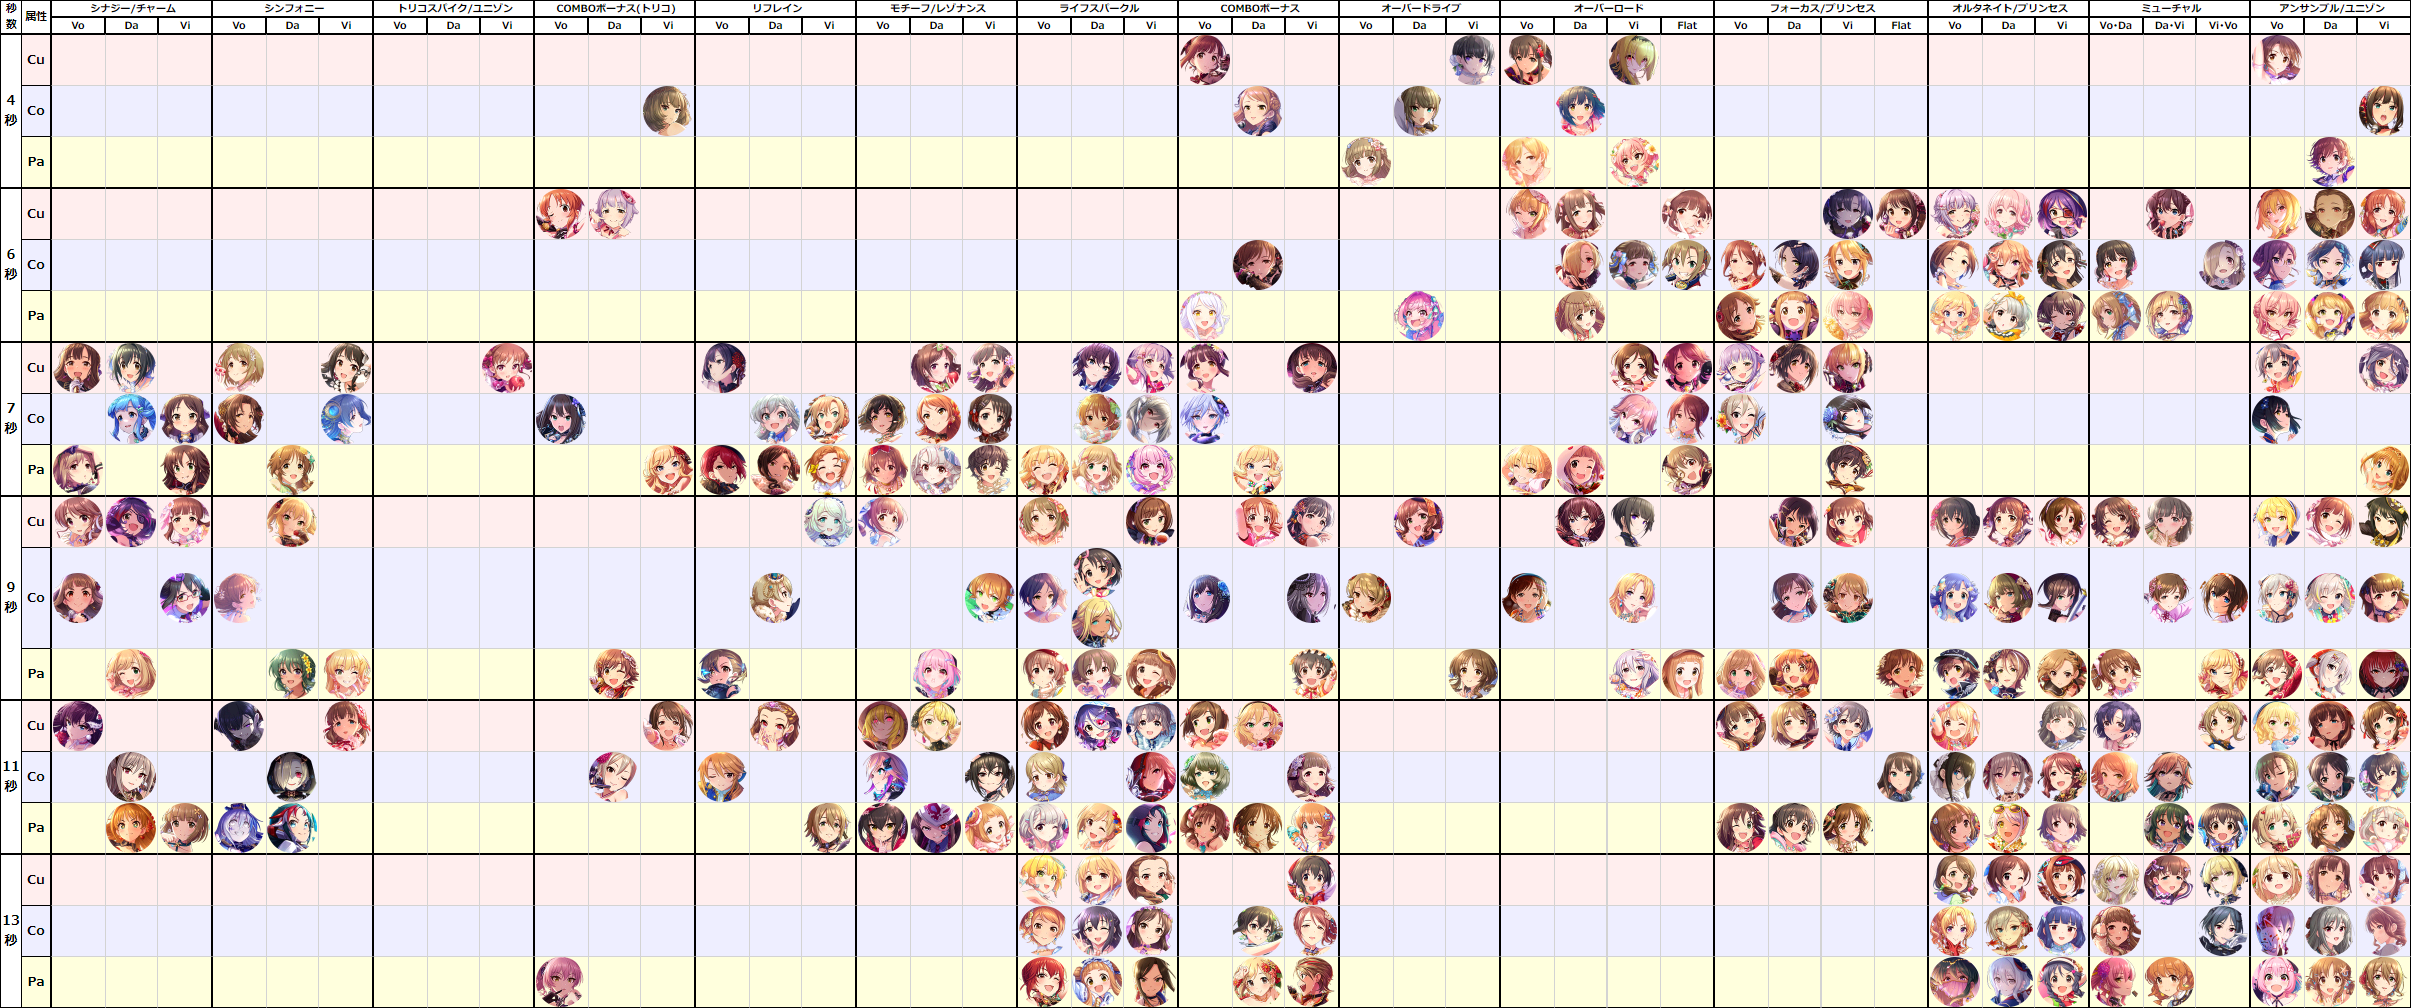 秒数 属性 シナジー/チャーム シンフォニー トリコスパイク/ユニゾン COMBOボーナス(トリコ) リフレイン モチーフ/レゾナンス ライフスパークル COMBOボーナス オーバードライブ オーバーロード フォーカス/プリンセス オルタネイト/プリンセス ミューチャル アンサンブル/ユニゾン
Vo Da Vi Vo Da Vi Vo Da Vi Vo Da Vi Vo Da Vi Vo Da Vi Vo Da Vi Vo Da Vi Vo Da Vi Vo Da Vi Flat Vo Da Vi Flat Vo Da Vi Vo・Da Da・Vi Vi・Vo Vo Da Vi
4秒
Cu
Co
Pa
6秒
Cu
Co
Pa
7秒
Cu
Co
Pa
9秒
Cu
Co
Pa
11秒
Cu
Co
Pa
13秒
Cu
Co
Pa